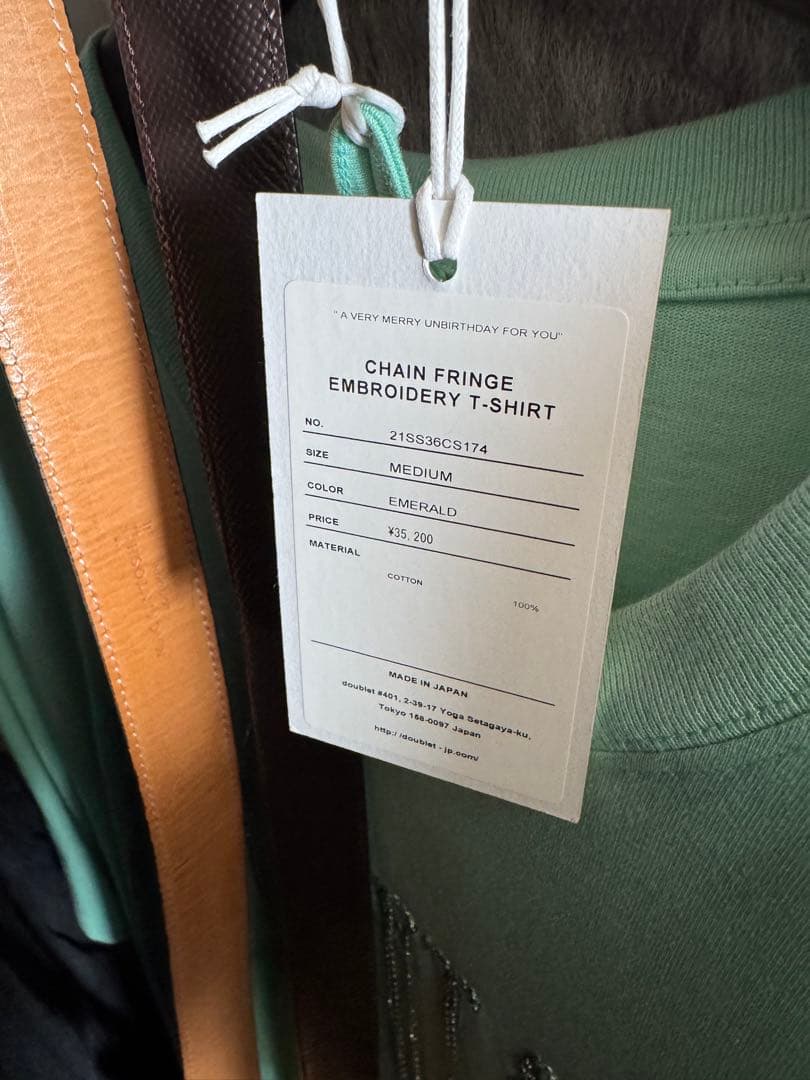 " A VERY MERRY UNBIRTHDAY FOR YOU"
CHAIN FRINGE
EMBROIDERY T-SHIRT
NO. 21SS36CS174
SIZE MEDIUM
COLOR EMERALD
PRICE ¥35, 200
MATERIAL
COTTON 100%
MADE IN JAPAN
doublet #401, 2-39-17 Yoga Setagaya-ku,
Tokyo 158-0097 Japan
http://doublet - jp.com/